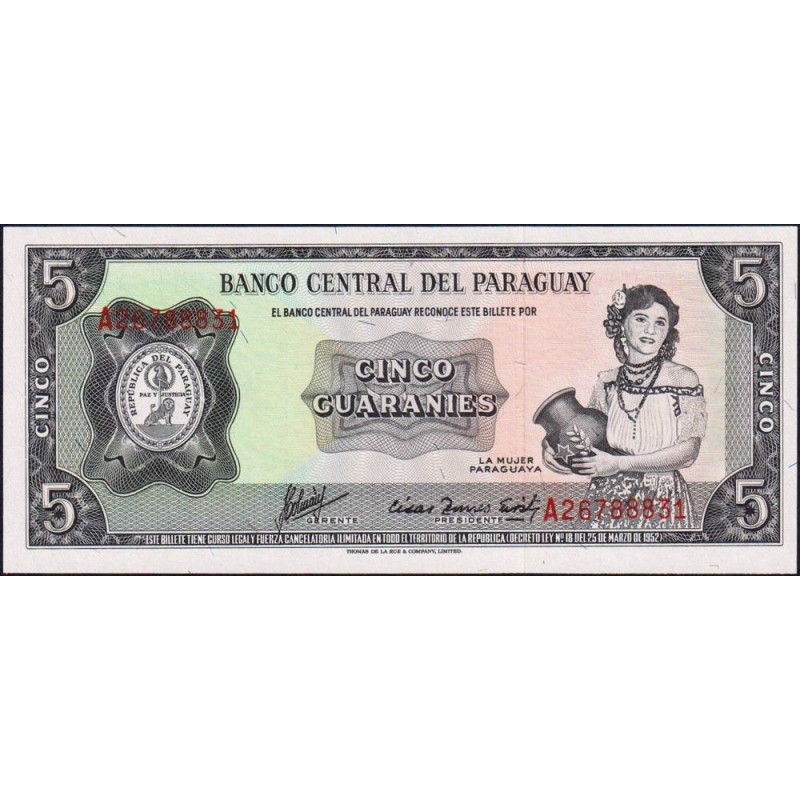 5
5
BANCO CENTRAL DEL PARAGUAY
EL BANCO CENTRAL DEL PARAGUAY RECONOCE ESTE BILLETE POR
A26788831
REPUBLICA DEL PARAGUAY
PAZ Y JUSTICIA
CINCO
CINCO
CINCO
GUARANIES
LA MUJER
PARAGUAYA
5
5
GERENTE
PRESIDENTE
A26788831
ESTE BILLETE TIENE CURSO LEGAL Y FUERZA CANCELATORIA ILIMITADA EN TODO EL TERRITORIO DE LA REPUBLICA (DECRETO LEY Nº 18 DEL 25 DE MARZO DE 1952)
THOMAS DE LA RUE & COMPANY, LIMITED.